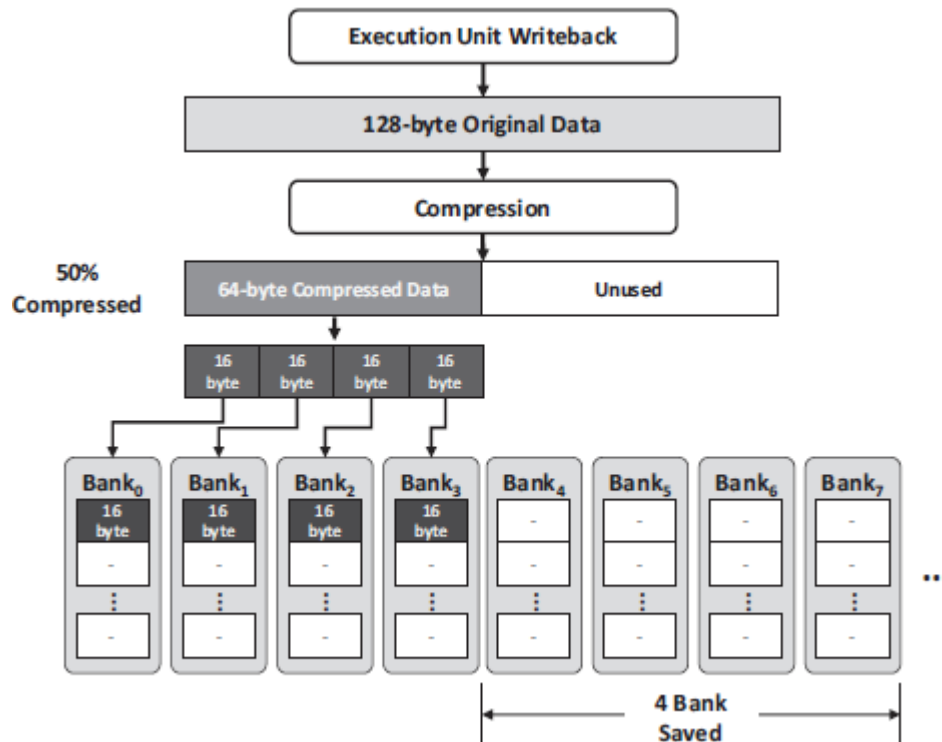 Execution Unit Writeback
128-byte Original Data
Compression
50%
Compressed
64-byte Compressed Data
Unused
16
byte
16
byte
16
byte
16
byte
Bank0
Bank1
Bank2
Bank3
Bank4
Bank5
Bank6
Bank7
16
byte
16
byte
16
byte
16
byte
-
-
-
-
-
-
-
-
-
-
-
-
..
-
-
-
-
-
-
-
-
4 Bank
Saved